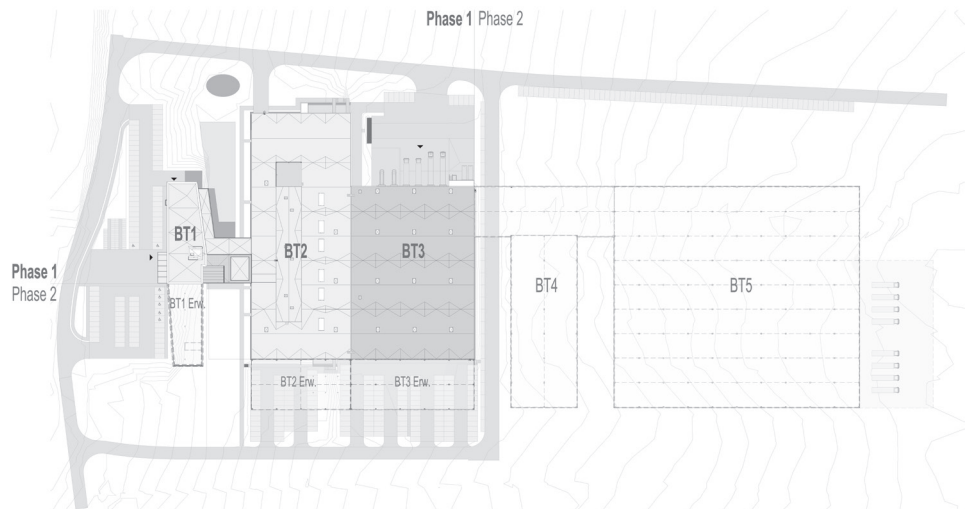 Phase 1 Phase 2
BT1
BT2
BT3
Phase 1
Phase 2
BT4
BT5
BT1 Erw.
BT2 Erw.
BT3 Erw.